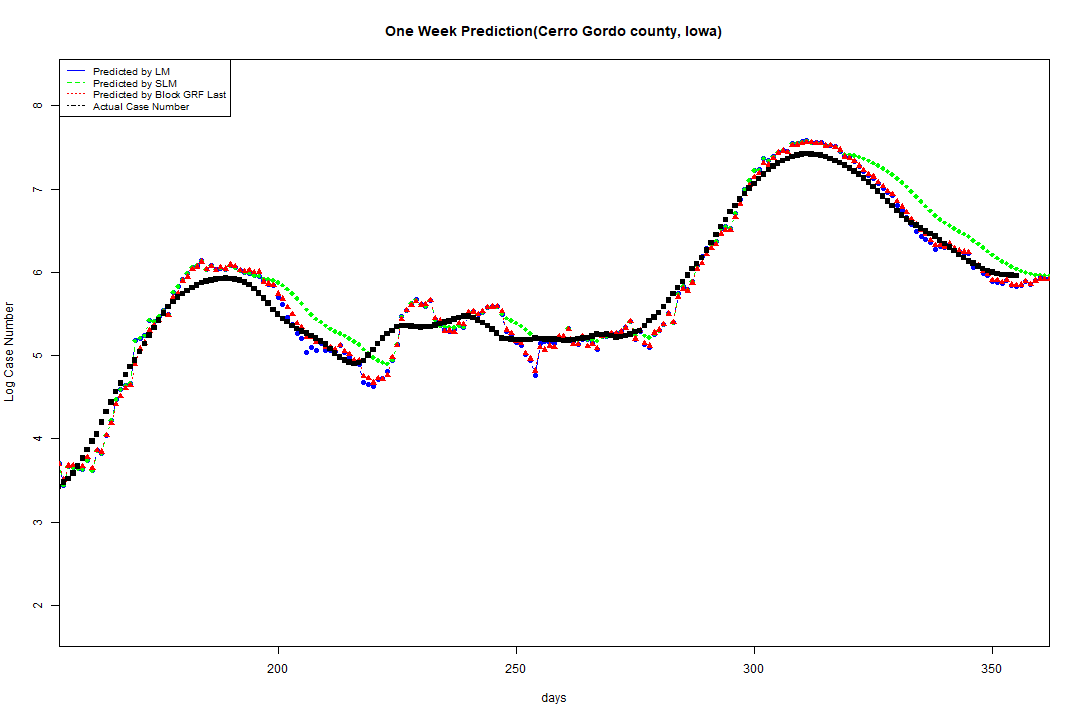 One Week Prediction(Cerro Gordo county, Iowa)
Predicted by LM
Predicted by SLM
Predicted by Block GRF Last
Actual Case Number
8
7
6
5
4
3
2
Log Case Number
200 250 300 350
days